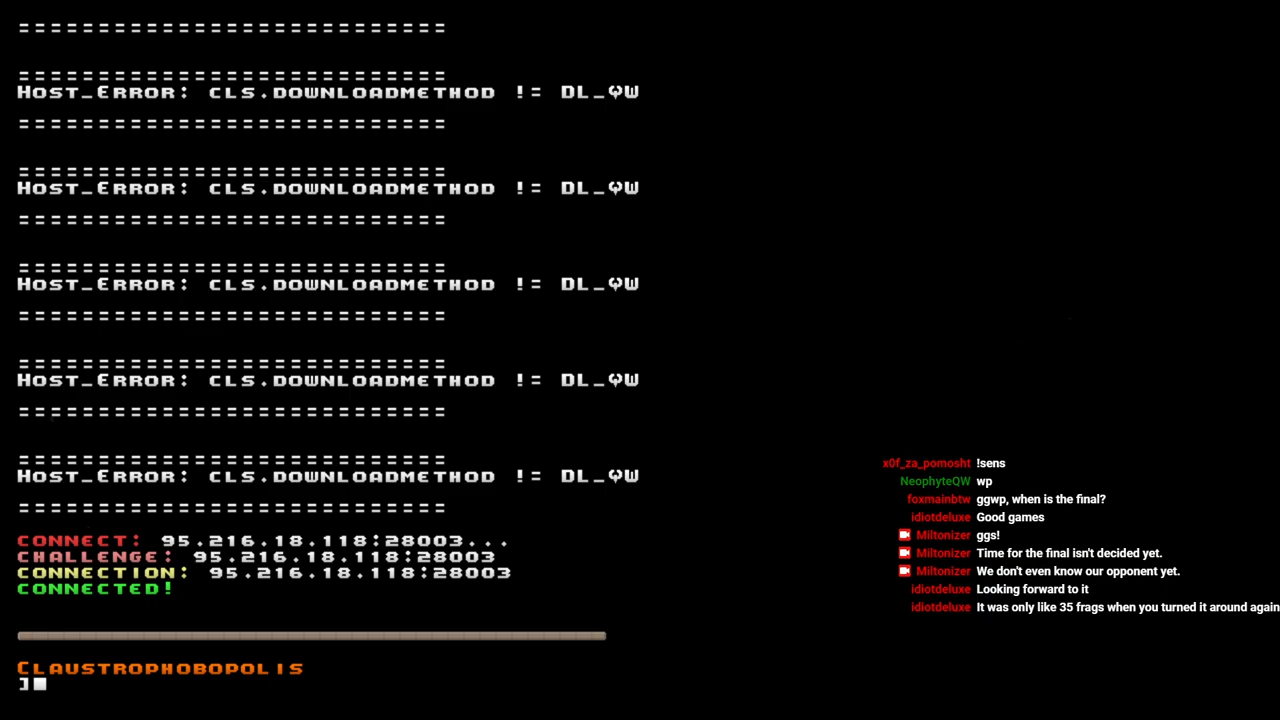 ===========================
===========================
Host_Error: cls.downloadmethod != DL_QW
===========================
===========================
Host_Error: cls.downloadmethod != DL_QW
===========================
===========================
Host_Error: cls.downloadmethod != DL_QW
===========================
===========================
Host_Error: cls.downloadmethod != DL_QW
===========================
===========================
Host_Error: cls.downloadmethod != DL_QW
===========================
connect: 95.216.18.118:28003...
challenge: 95.216.18.118:28003
connection: 95.216.18.118:28003
connected!
Claustrophobopolis
]
x0f_za_pomosht !sens
NeophyteQW wp
foxmainbtw ggwp, when is the final?
idiotdeluxe Good games
Miltonizer ggs!
Miltonizer Time for the final isn't decided yet.
Miltonizer We don't even know our opponent yet.
idiotdeluxe Looking forward to it
idiotdeluxe It was only like 35 frags when you turned it around again